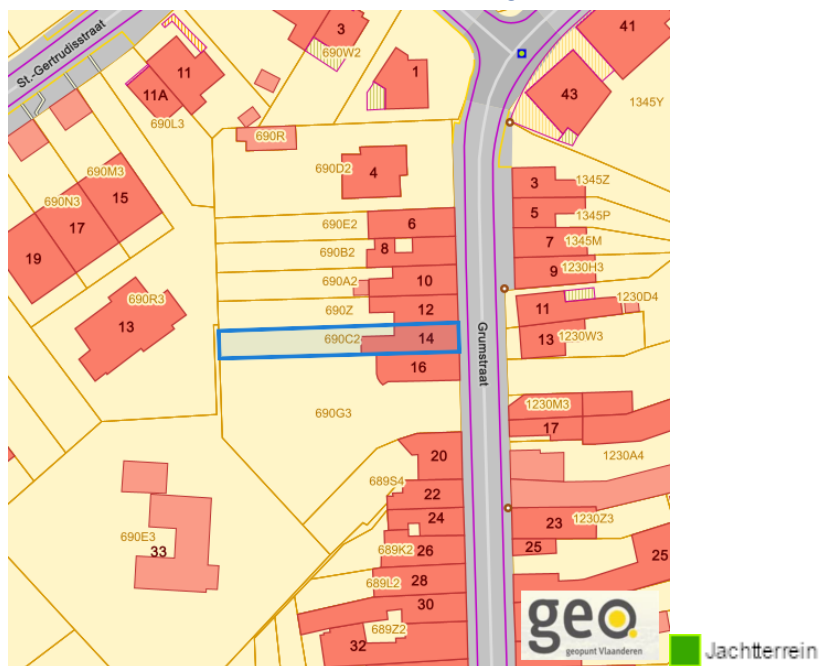 3
690W2
41
St.-Gertrudisstraat
11
1
11A
43
1345Y
690L3
690R
690D2
4
690M3
15
3
1345Z
690N3
17
690E2
6
5
1345P
19
690B2
8
7
1345M
690A2
10
9
1230H3
690R3
13
690Z
12
11
1230D4
690C2
14
Grumstraat
13
1230W3
16
690G3
1230M3
17
20
1230A4
689S4
22
24
23
1230Z3
690E3
33
689K2
26
25
25
689L2
28
30
689Z2
32
geo.
geopunt Vlaanderen
Jachtterrein